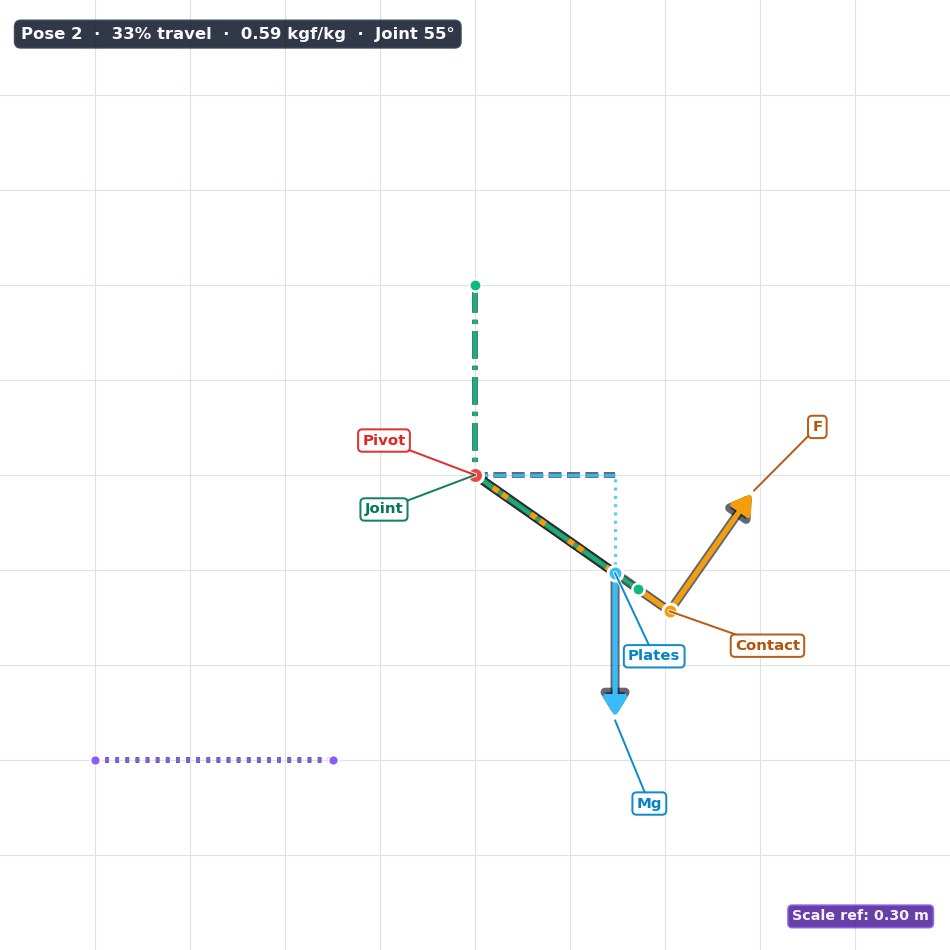 Pose 2 · 33% travel · 0.59 kgf/kg · Joint 55°
F
Pivot
Joint
Contact
Plates
Mg
Scale ref: 0.30 m